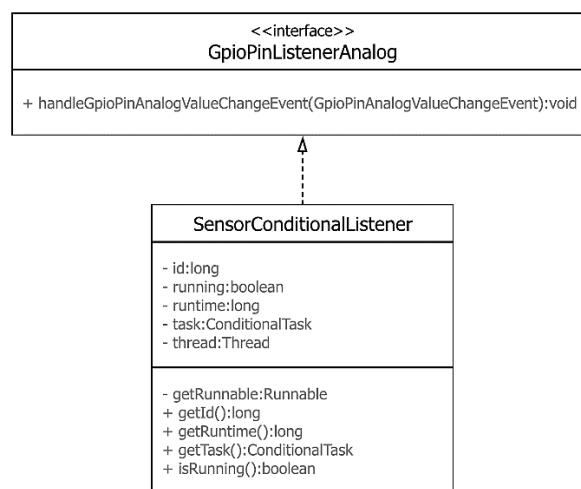 <<interface>>
GpioPinListenerAnalog
+ handleGpioPinAnalogValueChangeEvent(GpioPinAnalogValueChangeEvent):void
SensorConditionalListener
- id:long
- running:boolean
- runtime:long
- task:ConditionalTask
- thread:Thread
- getRunnable:Runnable
+ getId():long
+ getRuntime():long
+ getTask():ConditionalTask
+ isRunning():boolean